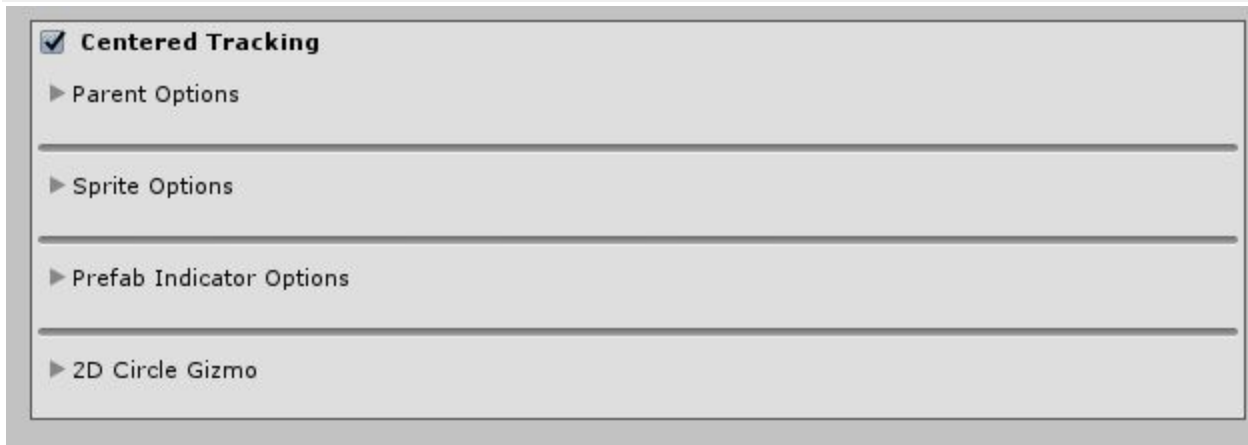 Centered Tracking
Parent Options
Sprite Options
Prefab Indicator Options
2D Circle Gizmo